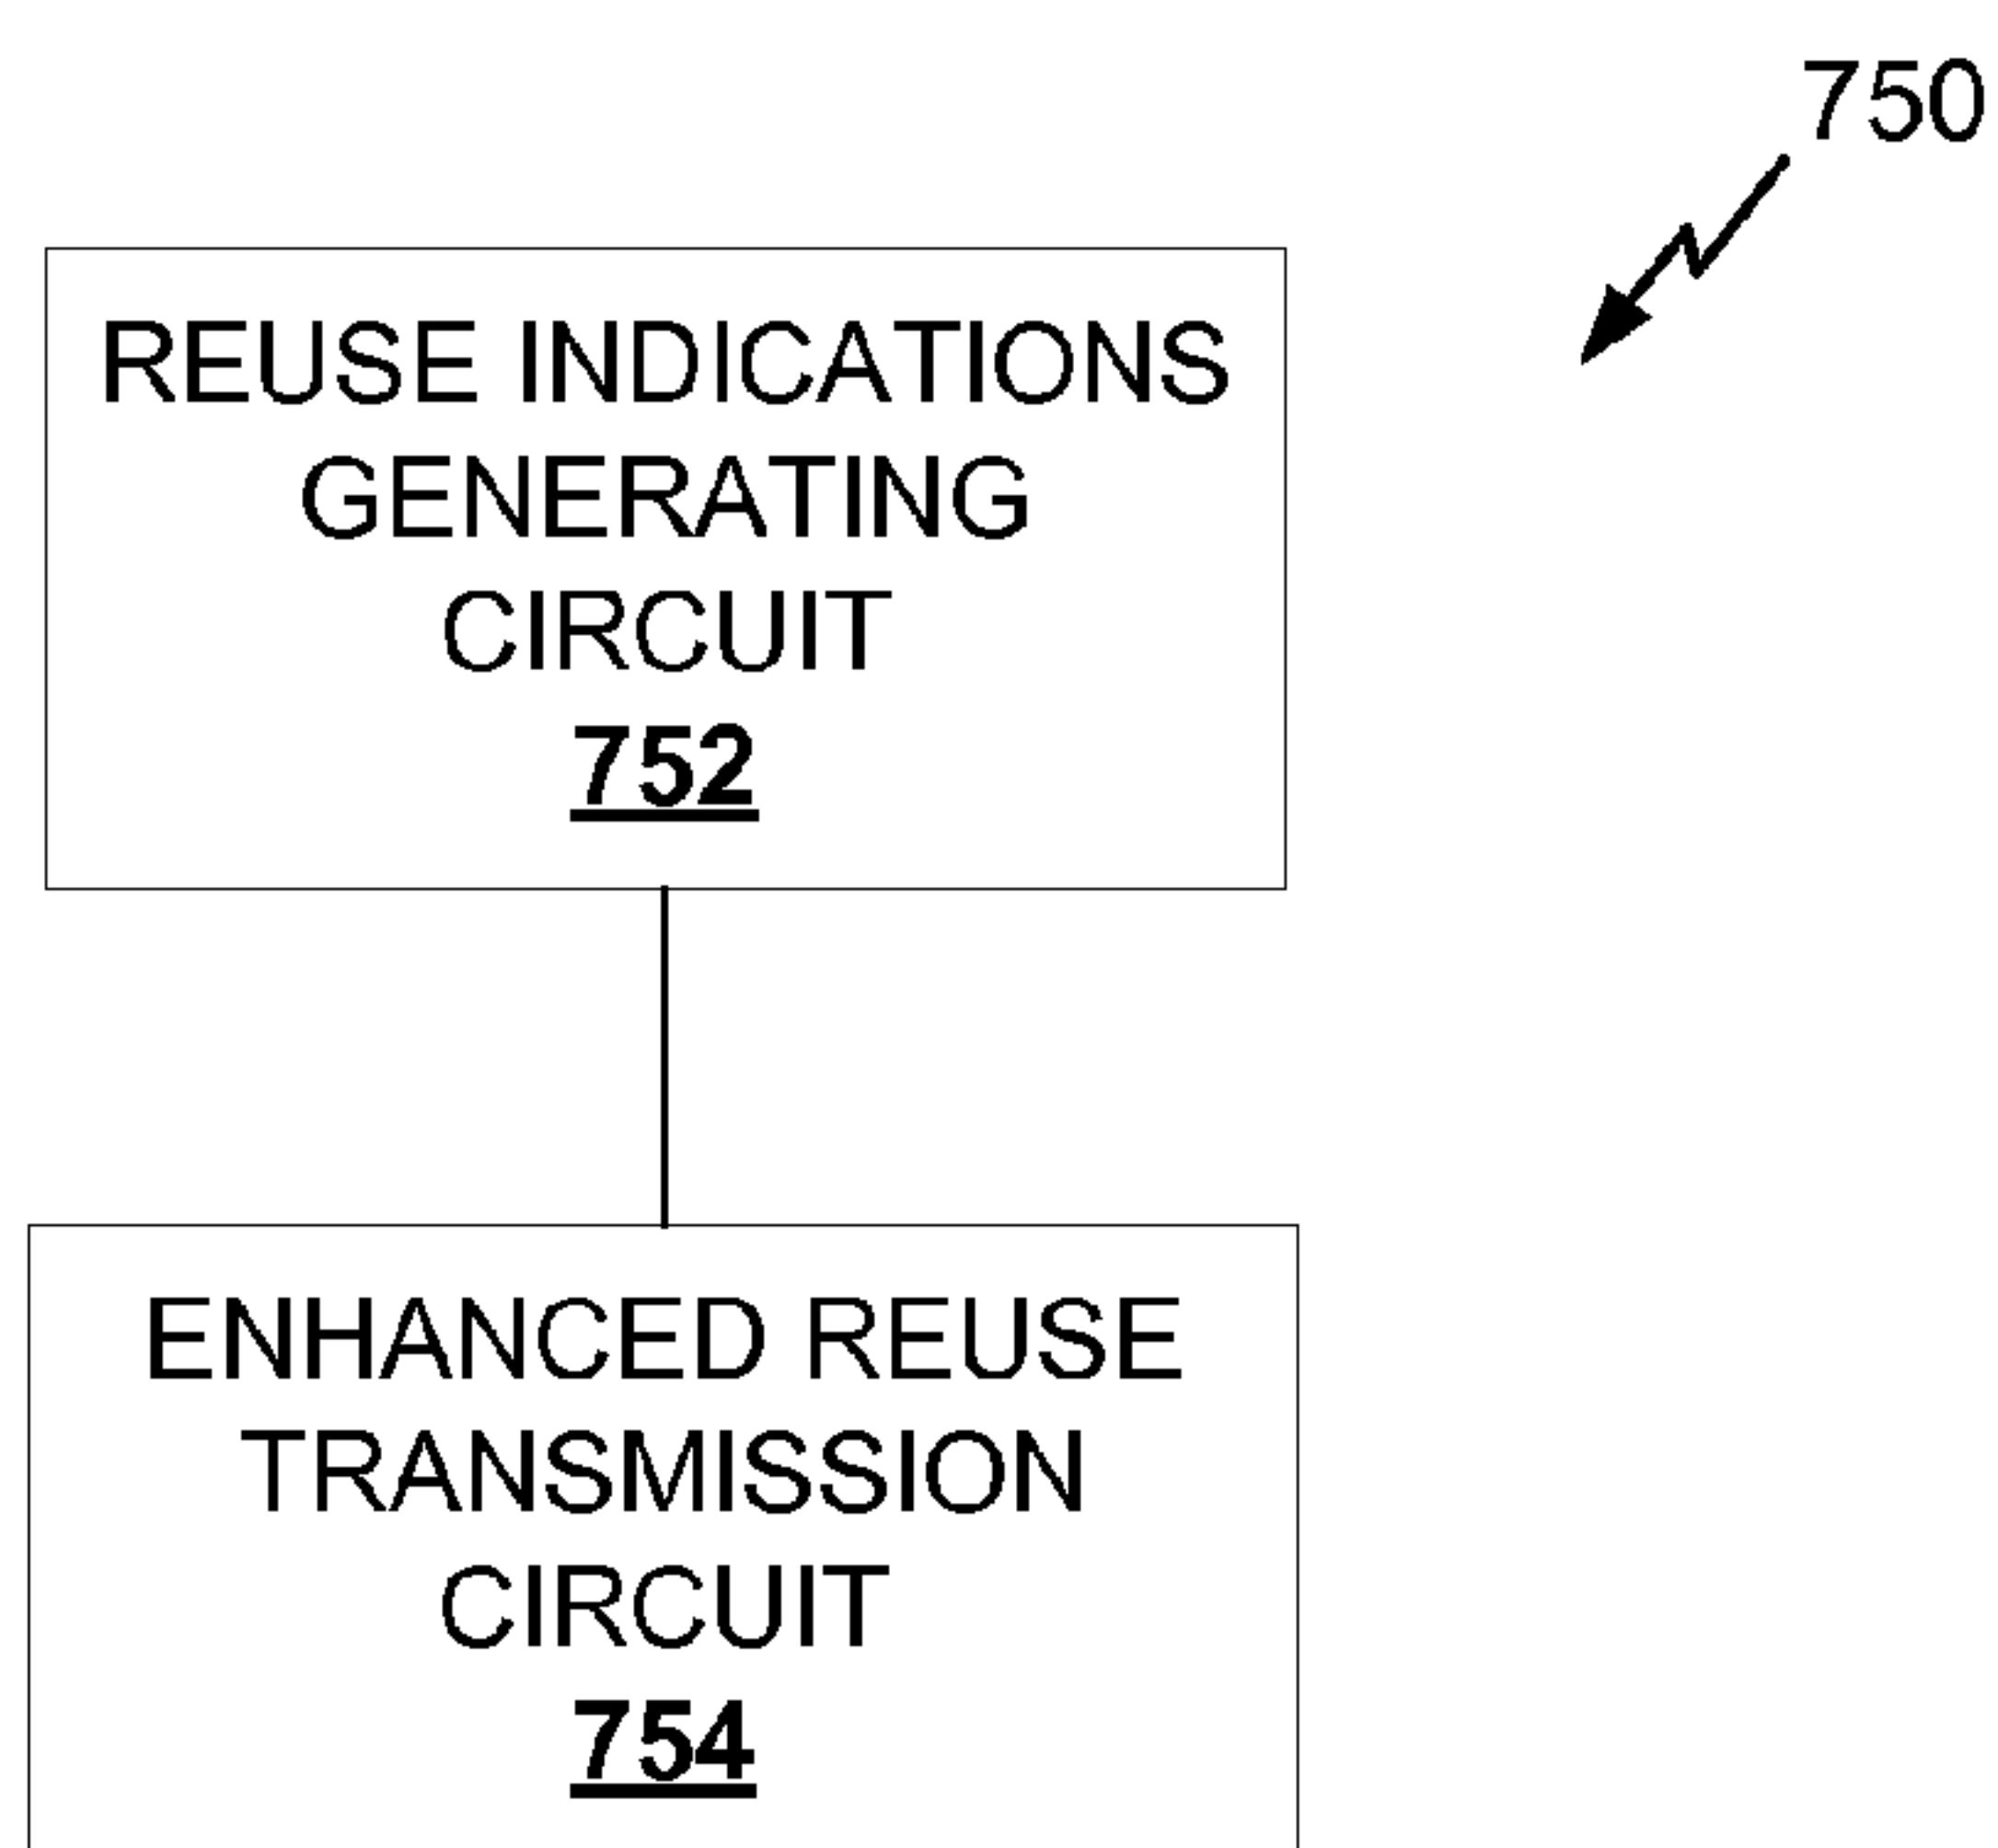 750
REUSE INDICATIONS
GENERATING
CIRCUIT
752
ENHANCED REUSE
TRANSMISSION
CIRCUIT
754